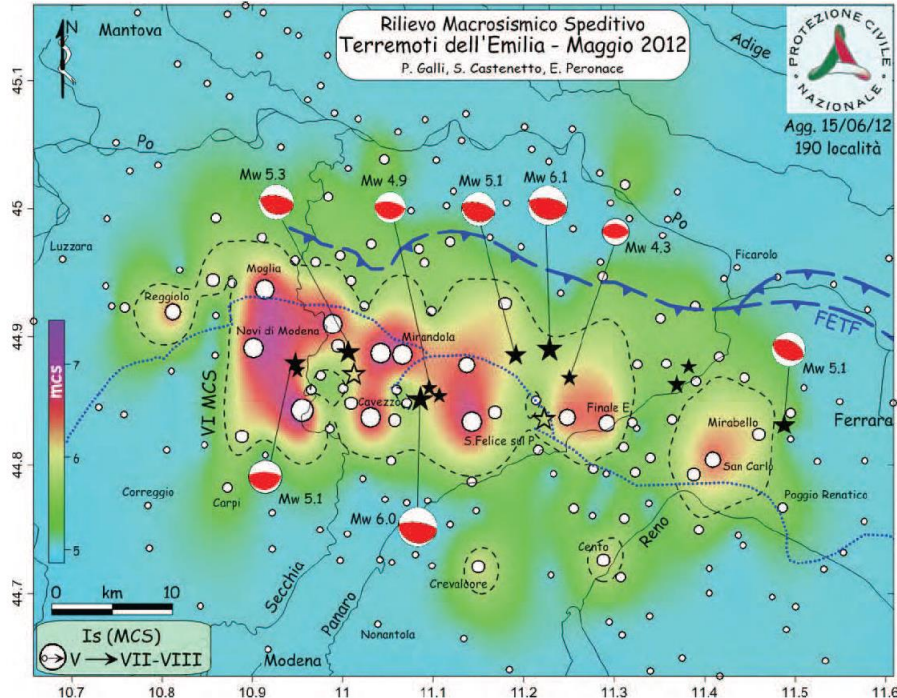 Rilievo Macrosismico Speditivo
Terremoti dell'Emilia - Maggio 2012
P. Galli, S. Castenetto, E. Peronace
PROTEZIONE CIVILE
NAZIONALE
Agg. 15/06/12
190 località
N
Mantova
Adige
Po
Mw 5.3
Mw 4.9
Mw 5.1
Mw 6.1
Mw 4.3
Po
Luzzara
Ficarolo
Moglia
Reggiolo
FETF
Novi di Modena
Mirandola
Mw 5.1
mcs
7
6
5
VI MCS
Cavezzo
Finale E.
Mirabello
Ferrara
S.Felice sul P.
San Carlo
Correggio
Carpi
Mw 5.1
Mw 6.0
Poggio Renatico
Reno
Cento
Crevalcore
0 km 10
Secchia
Panaro
Nonantola
Modena
Is (MCS)
V VII-VIII
45.1
45
44.9
44.8
44.7
10.7 10.8 10.9 11 11.1 11.2 11.3 11.4 11.5 11.6